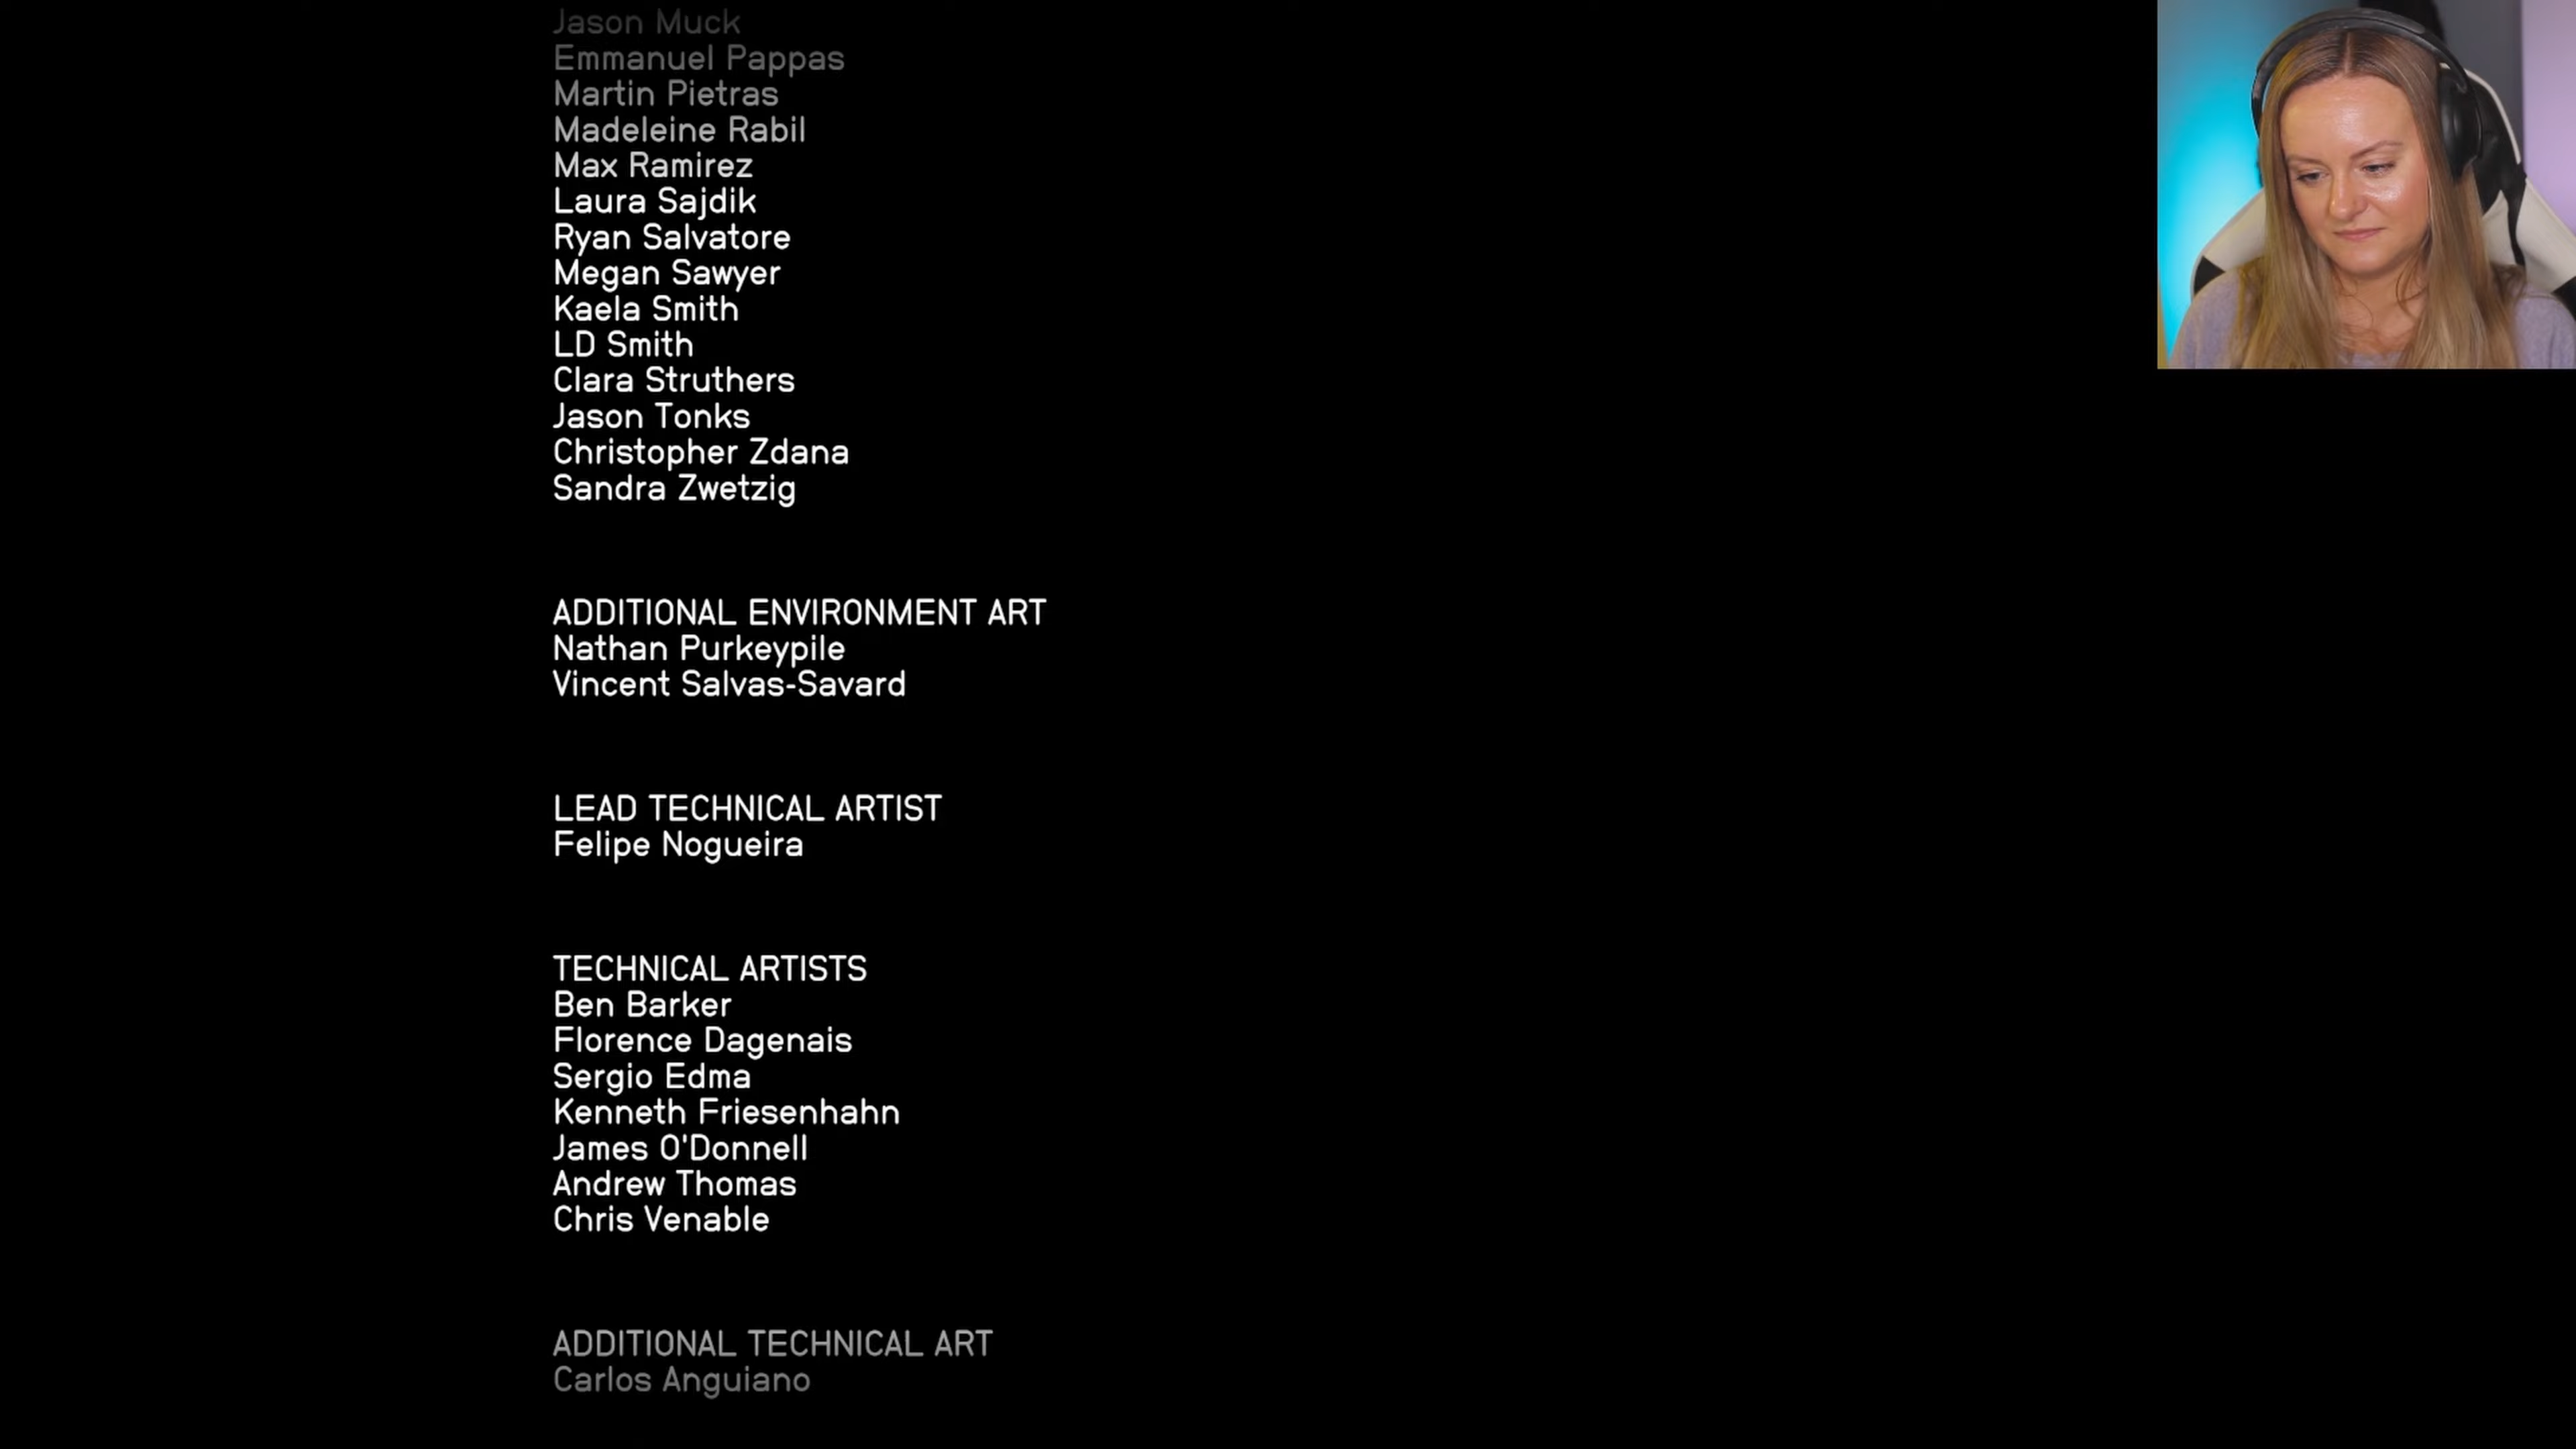 Jason Muck
Emmanuel Pappas
Martin Pietras
Madeleine Rabil
Max Ramirez
Laura Sajdik
Ryan Salvatore
Megan Sawyer
Kaela Smith
LD Smith
Clara Struthers
Jason Tonks
Christopher Zdana
Sandra Zwetzig
ADDITIONAL ENVIRONMENT ART
Nathan Purkeypile
Vincent Salvas-Savard
LEAD TECHNICAL ARTIST
Felipe Nogueira
TECHNICAL ARTISTS
Ben Barker
Florence Dagenais
Sergio Edma
Kenneth Friesenhahn
James O'Donnell
Andrew Thomas
Chris Venable
ADDITIONAL TECHNICAL ART
Carlos Anguiano